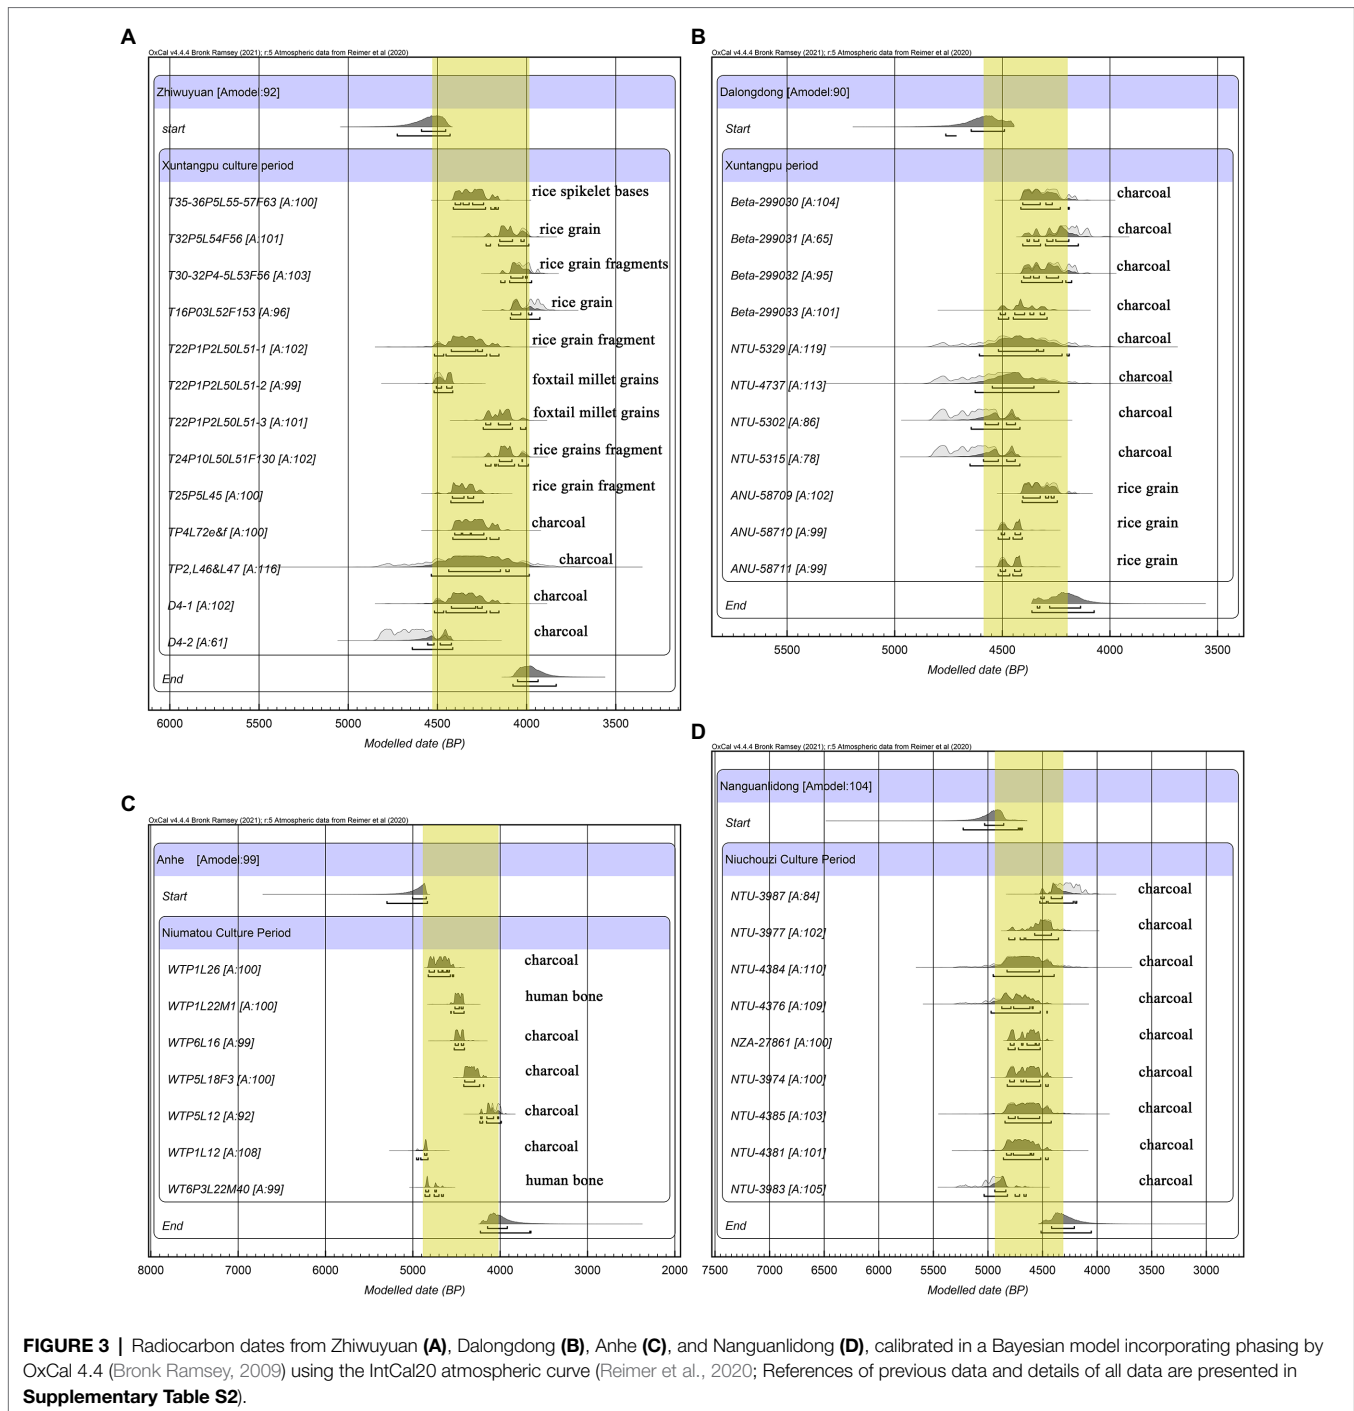 A
OxCal v4.4.4 Bronk Ramsey (2021); r:5 Atmospheric data from Reimer et al (2020)
Zhiwuyuan [Amodel:92]
start
Xuntangpu culture period
T35-36P5L55-57F63 [A:100] rice spikelet bases
T32P5L54F56 [A:101] rice grain
T30-32P4-5L53F56 [A:103] rice grain fragments
T16P03L52F153 [A:96] rice grain
T22P1P2L50L51-1 [A:102] rice grain fragment
T22P1P2L50L51-2 [A:99] foxtail millet grains
T22P1P2L50L51-3 [A:101] foxtail millet grains
T24P10L50L51F130 [A:102] rice grains fragment
T25P5L45 [A:100] rice grain fragment
TP4L72e&f [A:100] charcoal
TP2,L46&L47 [A:116] charcoal
D4-1 [A:102] charcoal
D4-2 [A:61] charcoal
End
6000 5500 5000 4500 4000 3500
Modelled date (BP)
B
OxCal v4.4.4 Bronk Ramsey (2021); r:5 Atmospheric data from Reimer et al (2020)
Dalongdong [Amodel:90]
Start
Xuntangpu period
Beta-299030 [A:104] charcoal
Beta-299031 [A:65] charcoal
Beta-299032 [A:95] charcoal
Beta-299033 [A:101] charcoal
NTU-5329 [A:119] charcoal
NTU-4737 [A:113] charcoal
NTU-5302 [A:86] charcoal
NTU-5315 [A:78] charcoal
ANU-58709 [A:102] rice grain
ANU-58710 [A:99] rice grain
ANU-58711 [A:99] rice grain
End
5500 5000 4500 4000 3500
Modelled date (BP)
C
OxCal v4.4.4 Bronk Ramsey (2021); r:5 Atmospheric data from Reimer et al (2020)
Anhe [Amodel:99]
Start
Niumatou Culture Period
WTP1L26 [A:100] charcoal
WTP1L22M1 [A:100] human bone
WTP6L16 [A:99] charcoal
WTP5L18F3 [A:100] charcoal
WTP5L12 [A:92] charcoal
WTP1L12 [A:108] charcoal
WT6P3L22M40 [A:99] human bone
End
8000 7000 6000 5000 4000 3000 2000
Modelled date (BP)
D
OxCal v4.4.4 Bronk Ramsey (2021); r:5 Atmospheric data from Reimer et al (2020)
Nanguanlidong [Amodel:104]
Start
Niuchouzi Culture Period
NTU-3987 [A:84] charcoal
NTU-3977 [A:102] charcoal
NTU-4384 [A:110] charcoal
NTU-4376 [A:109] charcoal
NZA-27861 [A:100] charcoal
NTU-3974 [A:100] charcoal
NTU-4385 [A:103] charcoal
NTU-4381 [A:101] charcoal
NTU-3983 [A:105] charcoal
End
7500 7000 6500 6000 5500 5000 4500 4000 3500 3000
Modelled date (BP)
FIGURE 3 | Radiocarbon dates from Zhiwuyuan (A), Dalongdong (B), Anhe (C), and Nanguanlidong (D), calibrated in a Bayesian model incorporating phasing by
OxCal 4.4 (Bronk Ramsey, 2009) using the IntCal20 atmospheric curve (Reimer et al., 2020; References of previous data and details of all data are presented in
Supplementary Table S2).